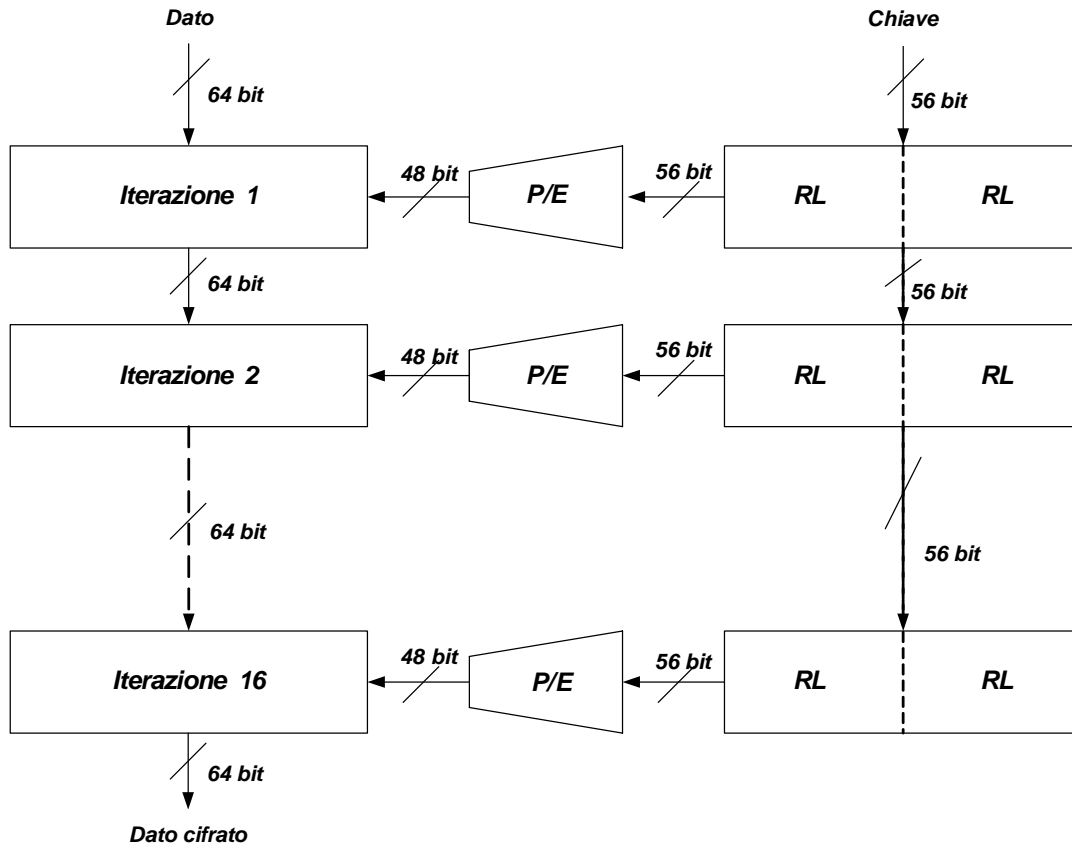 Dato
Chiave
64 bit
56 bit
Iterazione 1
48 bit
P/E
56 bit
RL
RL
64 bit
56 bit
Iterazione 2
48 bit
P/E
56 bit
RL
RL
64 bit
56 bit
Iterazione 16
48 bit
P/E
56 bit
RL
RL
64 bit
Dato cifrato